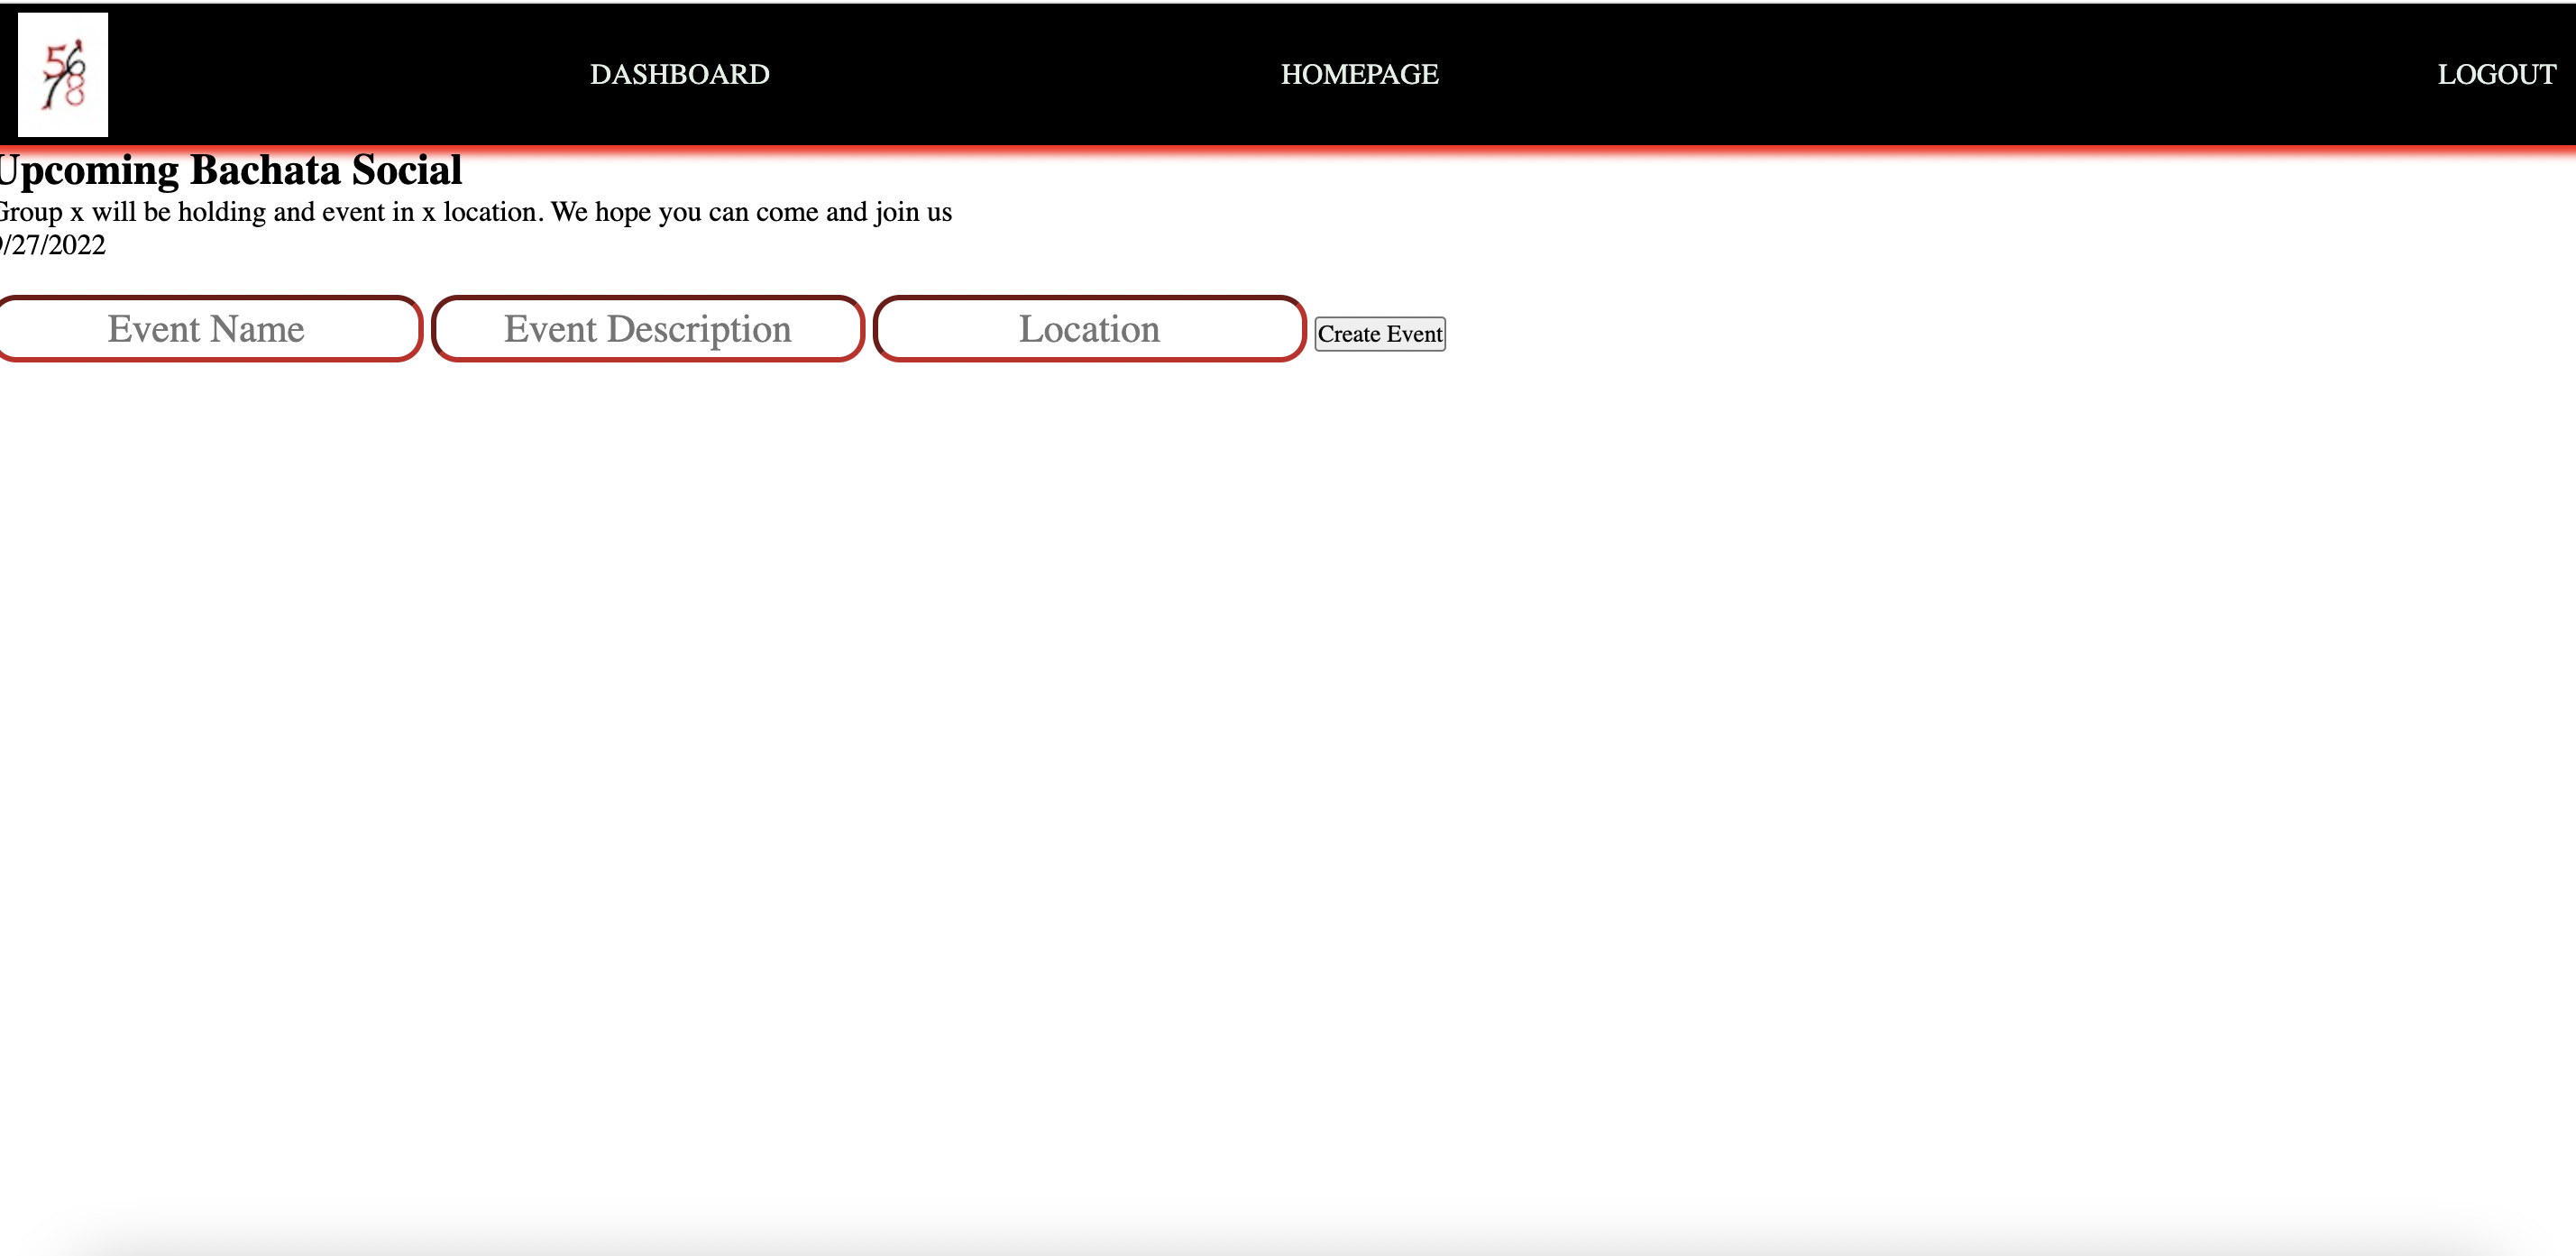 5678
DASHBOARD
HOMEPAGE
LOGOUT
Upcoming Bachata Social
Group x will be holding and event in x location. We hope you can come and join us
9/27/2022
Event Name
Event Description
Location
Create Event